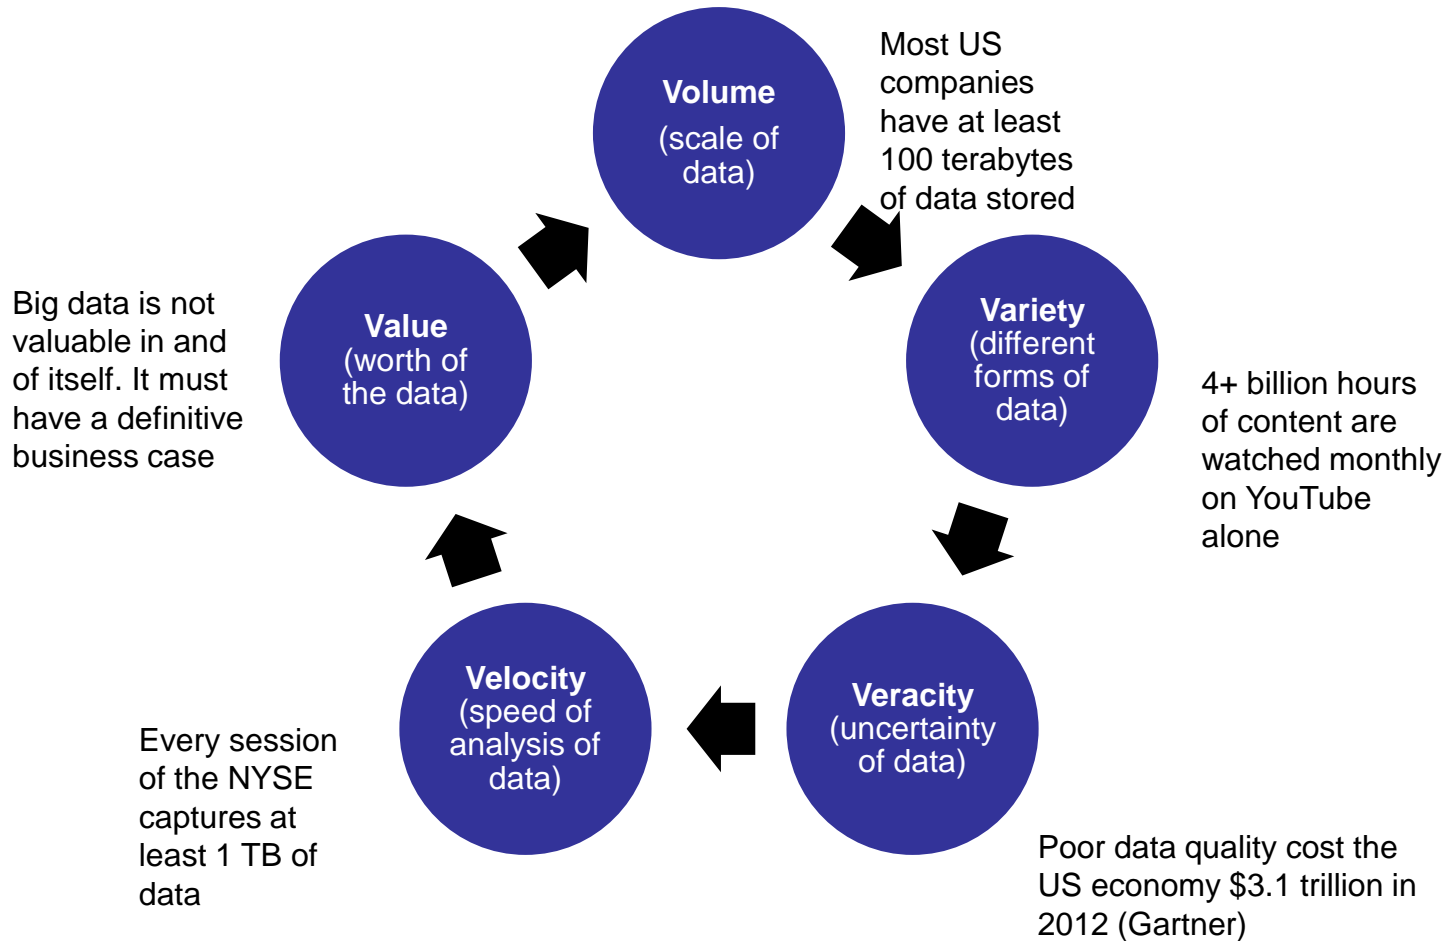 Volume
(scale of
data)
Most US
companies
have at least
100 terabytes
of data stored
Variety
(different
forms of
data)
4+ billion hours
of content are
watched monthly
on YouTube
alone
Veracity
(uncertainty
of data)
Poor data quality cost the
US economy $3.1 trillion in
2012 (Gartner)
Velocity
(speed of
analysis of
data)
Every session
of the NYSE
captures at
least 1 TB of
data
Value
(worth of
the data)
Big data is not
valuable in and
of itself. It must
have a definitive
business case